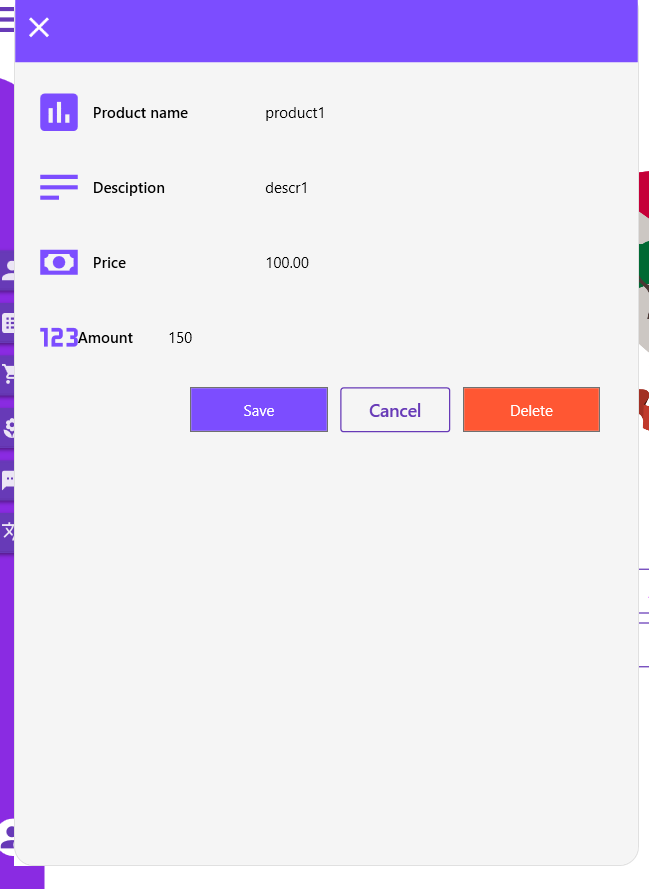 Product name product1
Desciption descr1
Price 100.00
123 Amount 150
Save Cancel Delete